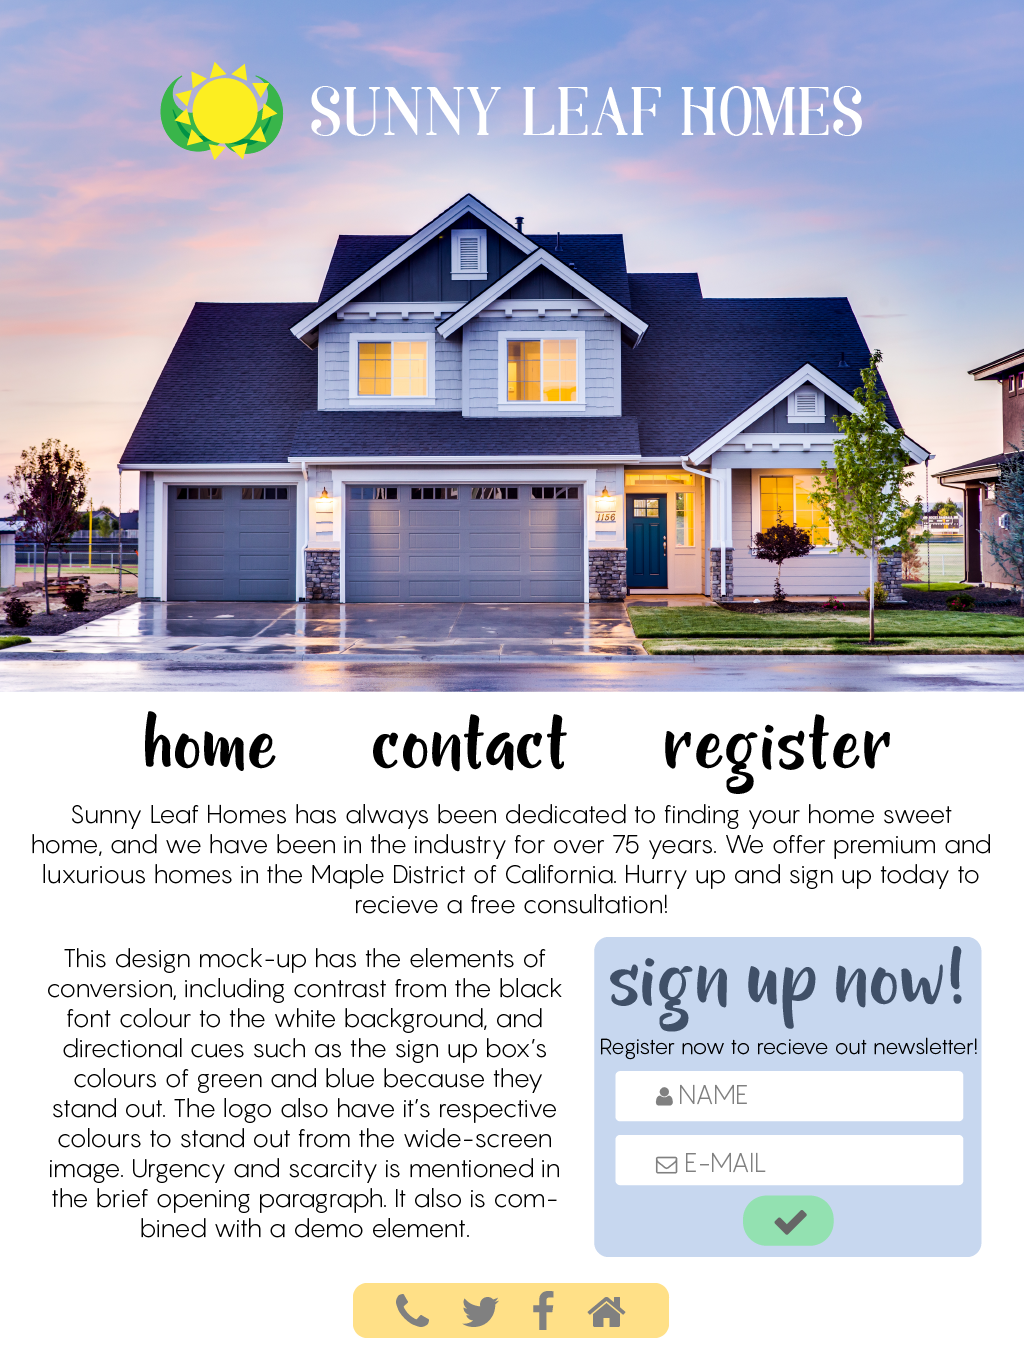 SUNNY LEAF HOMES
1156
home contact register
Sunny Leaf Homes has always been dedicated to finding your home sweet
home, and we have been in the industry for over 75 years. We offer premium and
luxurious homes in the Maple District of California. Hurry up and sign up today to
recieve a free consultation!
This design mock-up has the elements of
conversion, including contrast from the black
font colour to the white background, and
directional cues such as the sign up box's
colours of green and blue because they
stand out. The logo also have it's respective
colours to stand out from the wide-screen
image. Urgency and scarcity is mentioned in
the brief opening paragraph. It also is com-
bined with a demo element.
sign up now!
Register now to recieve out newsletter!
NAME
E-MAIL